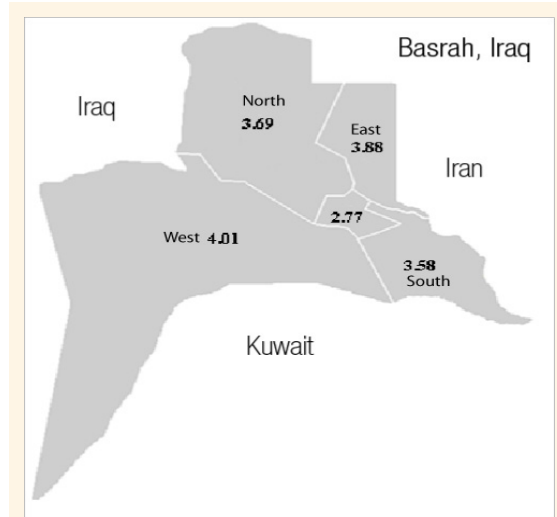 Basrah, Iraq
Iraq
North
3.69
East
3.88
Iran
2.77
West 4.01
3.58
South
Kuwait